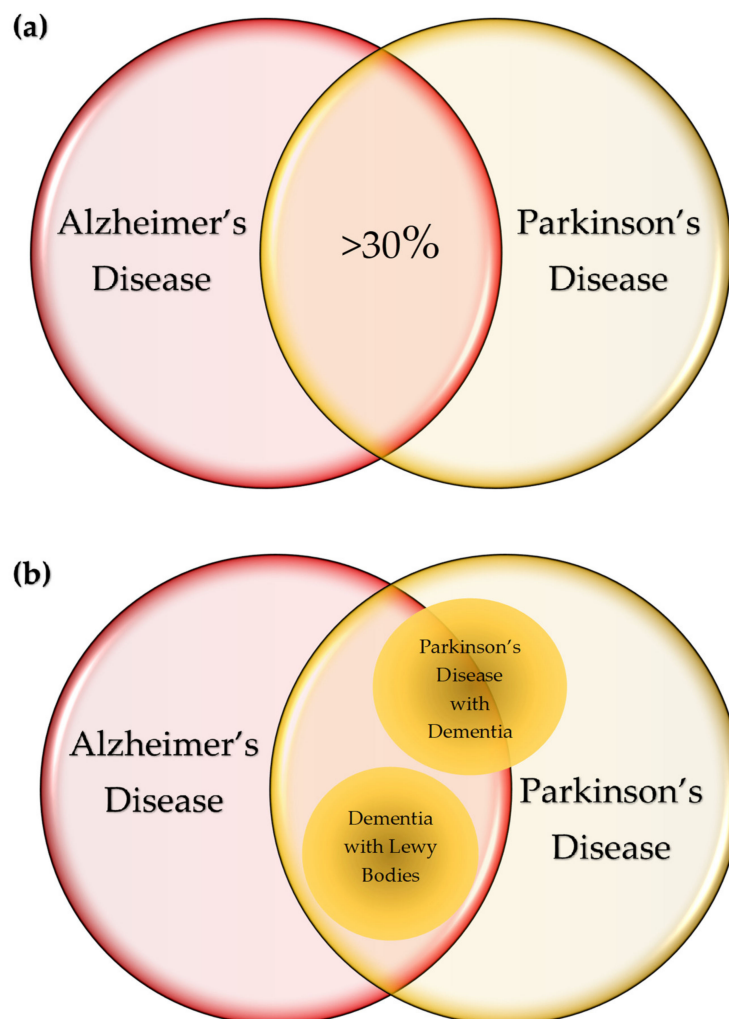 (a)
Alzheimer's
Disease
>30%
Parkinson's
Disease
(b)
Alzheimer's
Disease
Parkinson's
Disease
with
Dementia
Dementia
with Lewy
Bodies
Parkinson's
Disease